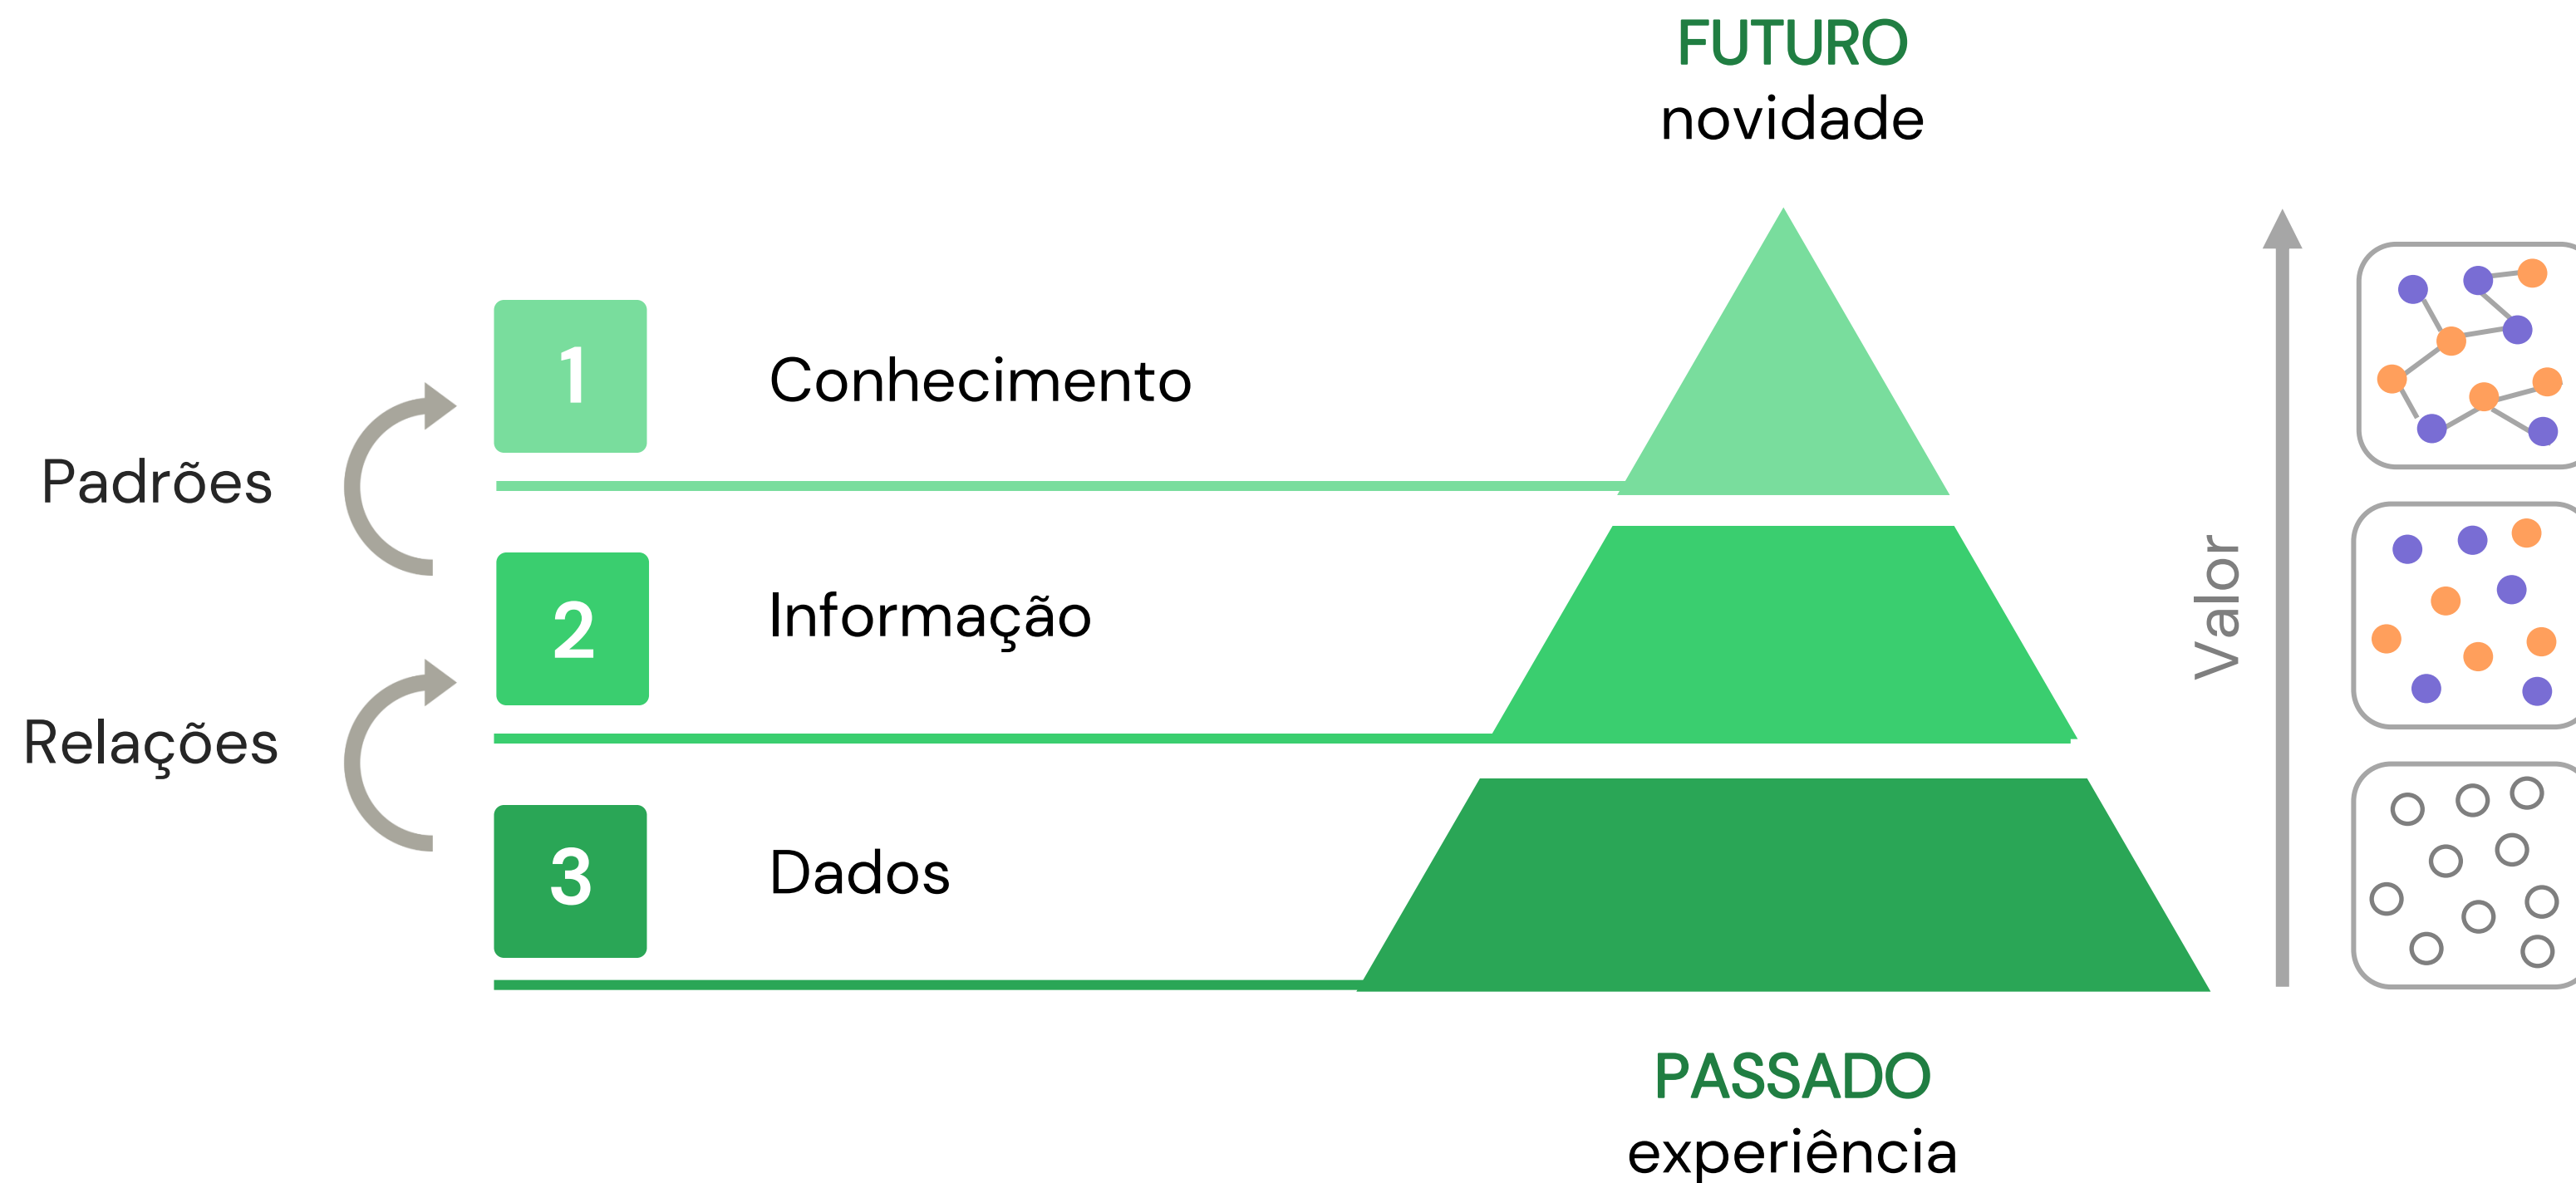 FUTURO
novidade
1
Conhecimento
Padrões
2
Informação
Valor
Relações
3
Dados
PASSADO
experiência